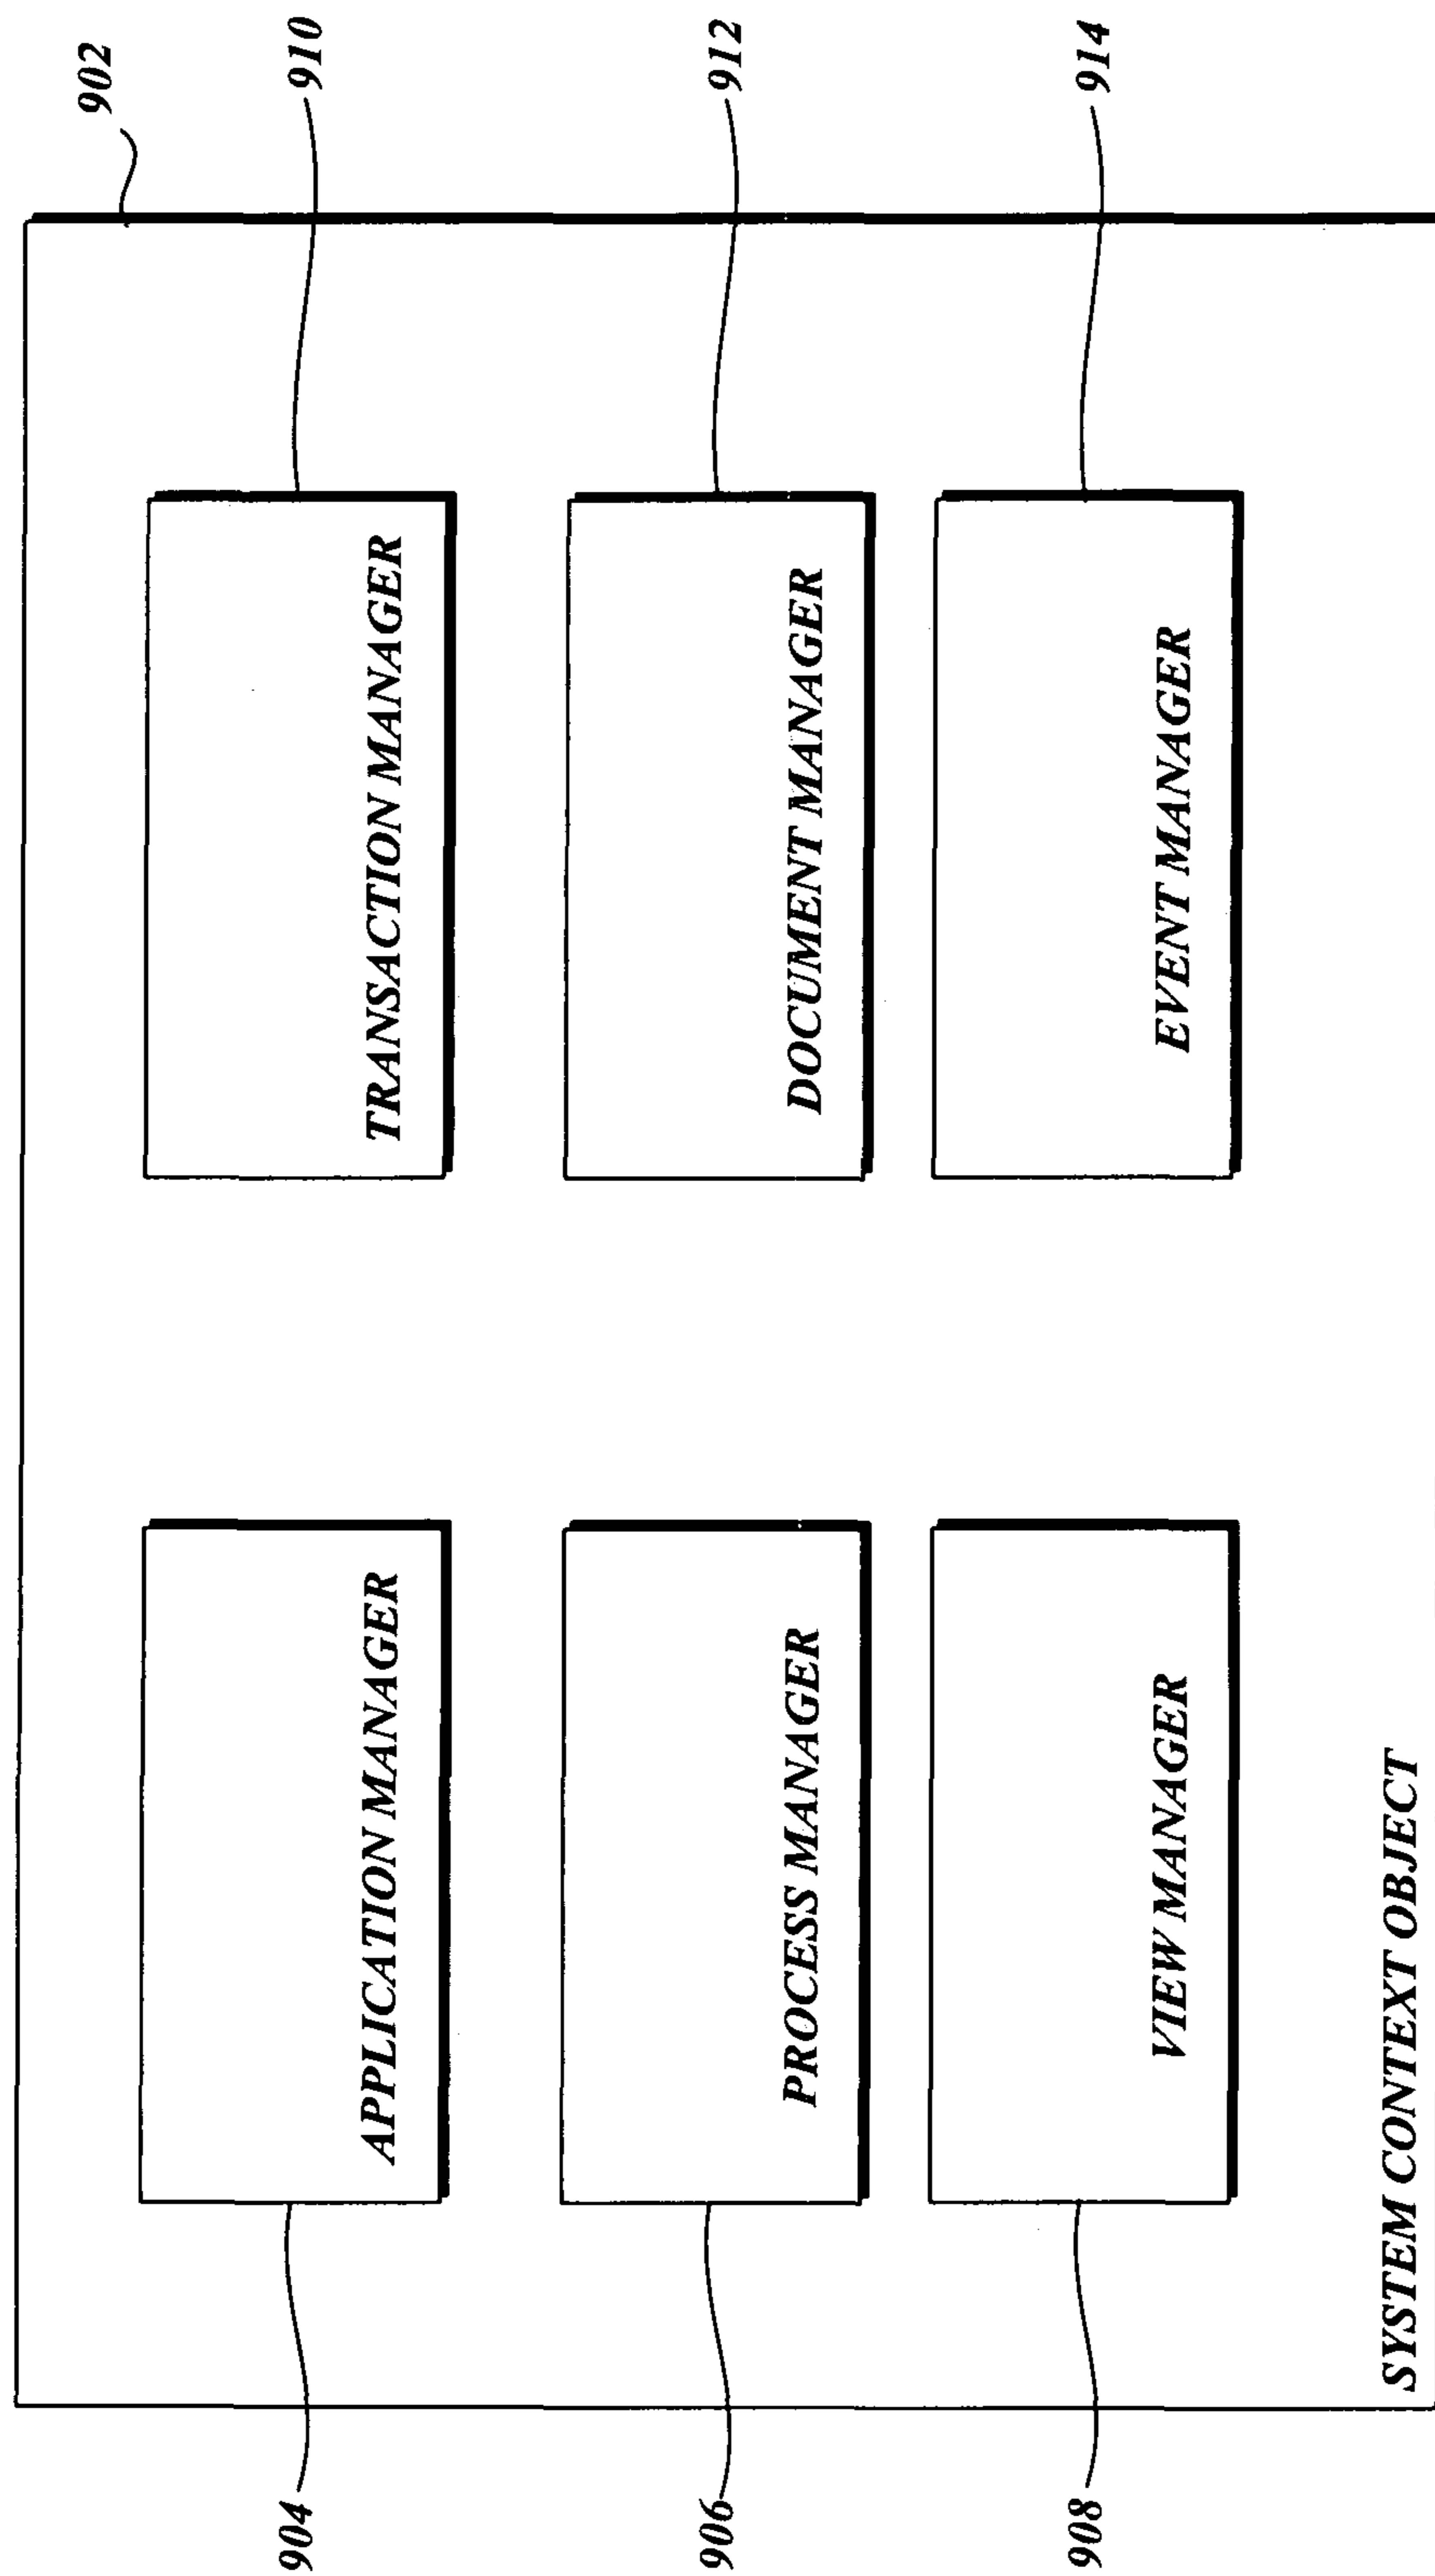 902
904 910
APPLICATION MANAGER TRANSACTION MANAGER
906 912
PROCESS MANAGER DOCUMENT MANAGER
908 914
VIEW MANAGER EVENT MANAGER
SYSTEM CONTEXT OBJECT